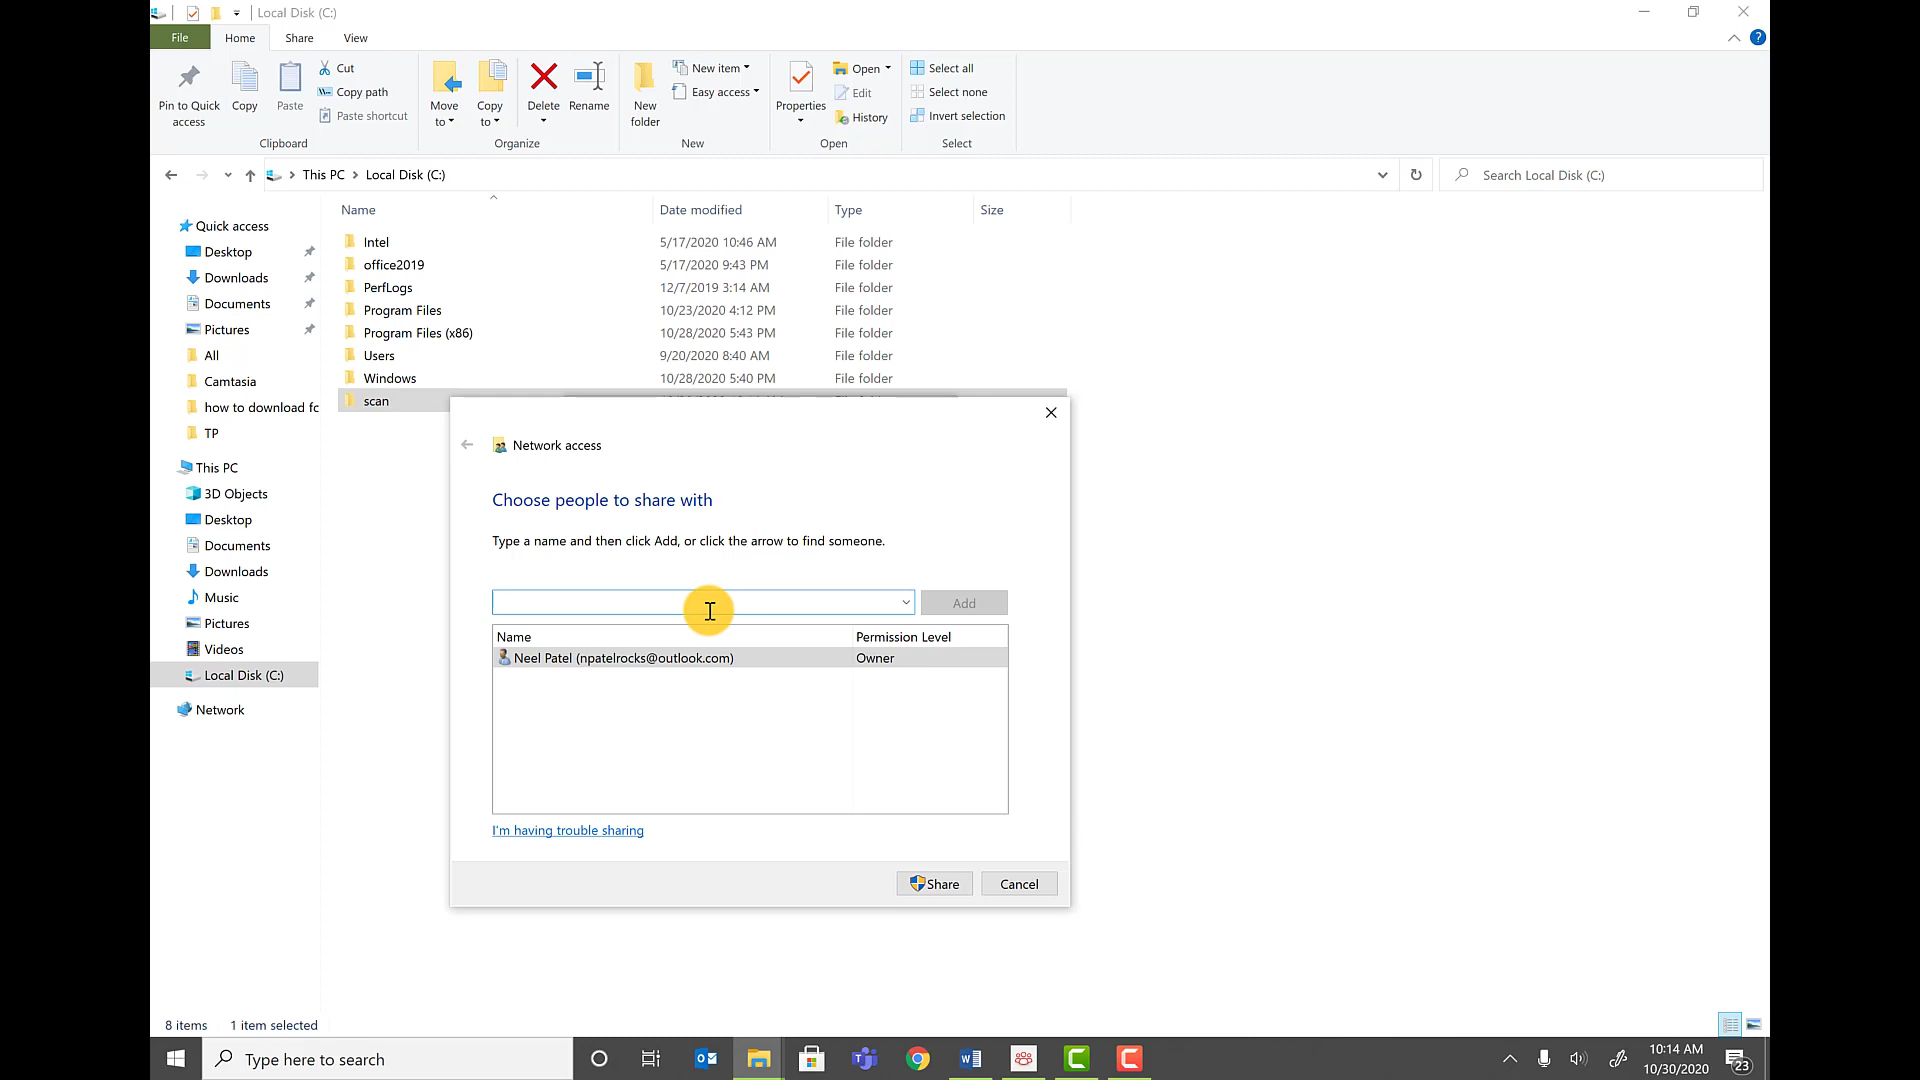 Local Disk (C:)
File Home Share View
Pin to Quick access
Copy
Paste
Cut
Copy path
Paste shortcut
Clipboard
Move to
Copy to
Delete
Rename
Organize
New folder
New item
Easy access
New
Properties
Open
Edit
History
Open
Select all
Select none
Invert selection
Select
This PC > Local Disk (C:)
Search Local Disk (C:)
Quick access
Desktop
Downloads
Documents
Pictures
All
Camtasia
how to download fc
TP
This PC
3D Objects
Desktop
Documents
Downloads
Music
Pictures
Videos
Local Disk (C:)
Network
Name Date modified Type Size
Intel 5/17/2020 10:46 AM File folder
office2019 5/17/2020 9:43 PM File folder
PerfLogs 12/7/2019 3:14 AM File folder
Program Files 10/23/2020 4:12 PM File folder
Program Files (x86) 10/28/2020 5:43 PM File folder
Users 9/20/2020 8:40 AM File folder
Windows 10/28/2020 5:40 PM File folder
scan
Network access
Choose people to share with
Type a name and then click Add, or click the arrow to find someone.
Add
Name Permission Level
Neel Patel (npatelrocks@outlook.com) Owner
I'm having trouble sharing
Share Cancel
8 items 1 item selected
Type here to search
10:14 AM
10/30/2020
23